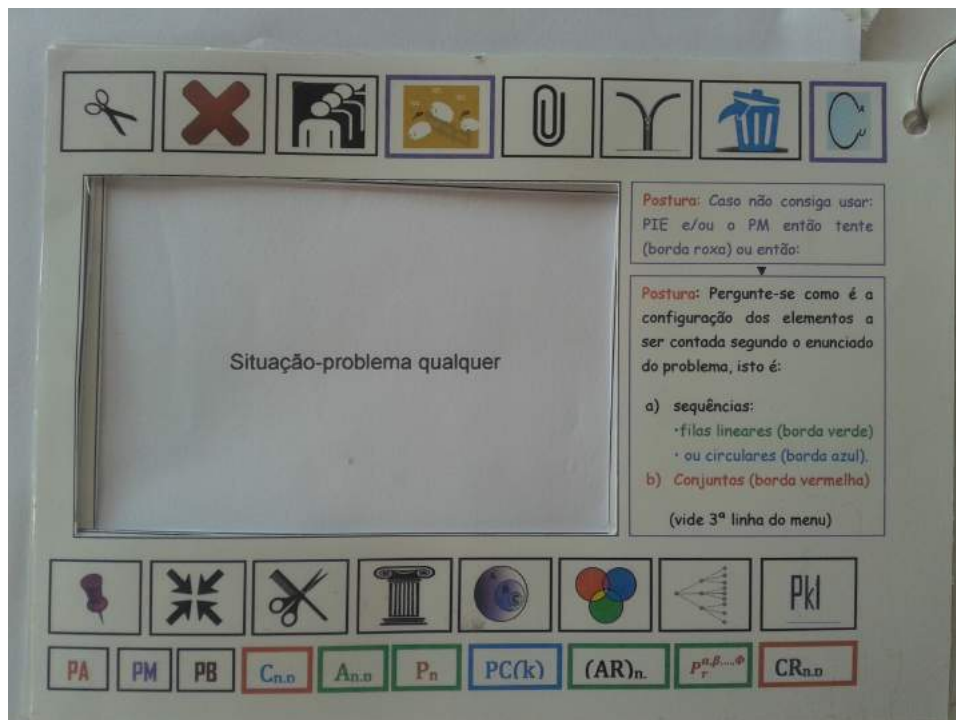 Postura: Caso não consiga usar:
PIE e/ou o PM então tente
(borda roxa) ou então:
Postura: Pergunte-se como é a
configuração dos elementos a
ser contada segundo o enunciado
do problema, isto é:
a) sequências:
·filas lineares (borda verde)
· ou circulares (borda azul).
b) Conjuntos (borda vermelha)
(vide 3ª linha do menu)
Situação-problema qualquer
PA PM PB Cn,p An,p Pn PC(k) (AR)n, CRn,p